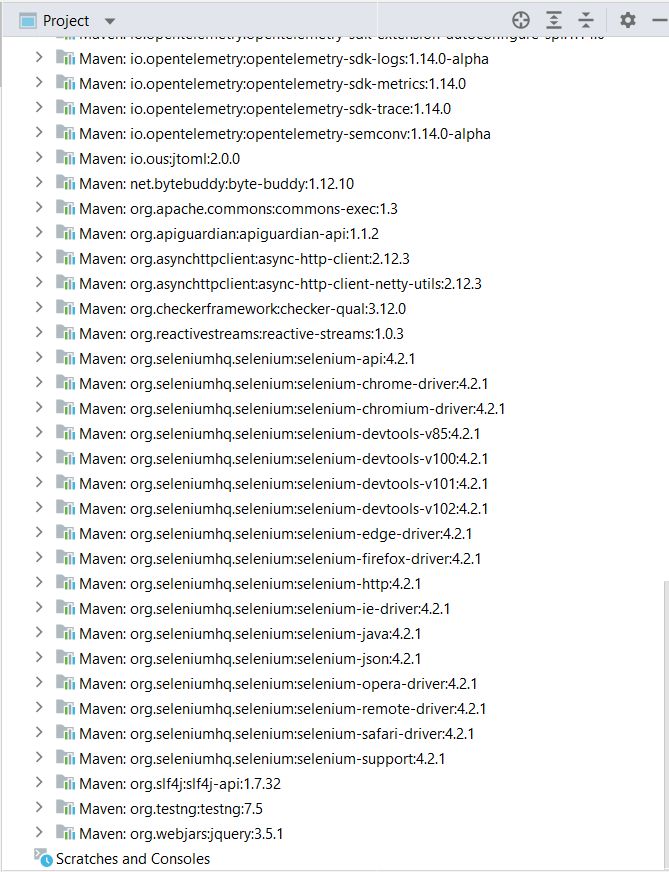 Project
Maven: io.opentelemetry:opentelemetry-sdk-extension-autoconfigure-spi:1.14.0
Maven: io.opentelemetry:opentelemetry-sdk-logs:1.14.0-alpha
Maven: io.opentelemetry:opentelemetry-sdk-metrics:1.14.0
Maven: io.opentelemetry:opentelemetry-sdk-trace:1.14.0
Maven: io.opentelemetry:opentelemetry-semconv:1.14.0-alpha
Maven: io.ous:jtoml:2.0.0
Maven: net.bytebuddy:byte-buddy:1.12.10
Maven: org.apache.commons:commons-exec:1.3
Maven: org.apiguardian:apiguardian-api:1.1.2
Maven: org.asynchttpclient:async-http-client:2.12.3
Maven: org.asynchttpclient:async-http-client-netty-utils:2.12.3
Maven: org.checkerframework:checker-qual:3.12.0
Maven: org.reactivestreams:reactive-streams:1.0.3
Maven: org.seleniumhq.selenium:selenium-api:4.2.1
Maven: org.seleniumhq.selenium:selenium-chrome-driver:4.2.1
Maven: org.seleniumhq.selenium:selenium-chromium-driver:4.2.1
Maven: org.seleniumhq.selenium:selenium-devtools-v85:4.2.1
Maven: org.seleniumhq.selenium:selenium-devtools-v100:4.2.1
Maven: org.seleniumhq.selenium:selenium-devtools-v101:4.2.1
Maven: org.seleniumhq.selenium:selenium-devtools-v102:4.2.1
Maven: org.seleniumhq.selenium:selenium-edge-driver:4.2.1
Maven: org.seleniumhq.selenium:selenium-firefox-driver:4.2.1
Maven: org.seleniumhq.selenium:selenium-http:4.2.1
Maven: org.seleniumhq.selenium:selenium-ie-driver:4.2.1
Maven: org.seleniumhq.selenium:selenium-java:4.2.1
Maven: org.seleniumhq.selenium:selenium-json:4.2.1
Maven: org.seleniumhq.selenium:selenium-opera-driver:4.2.1
Maven: org.seleniumhq.selenium:selenium-remote-driver:4.2.1
Maven: org.seleniumhq.selenium:selenium-safari-driver:4.2.1
Maven: org.seleniumhq.selenium:selenium-support:4.2.1
Maven: org.slf4j:slf4j-api:1.7.32
Maven: org.testng:testng:7.5
Maven: org.webjars:jquery:3.5.1
Scratches and Consoles